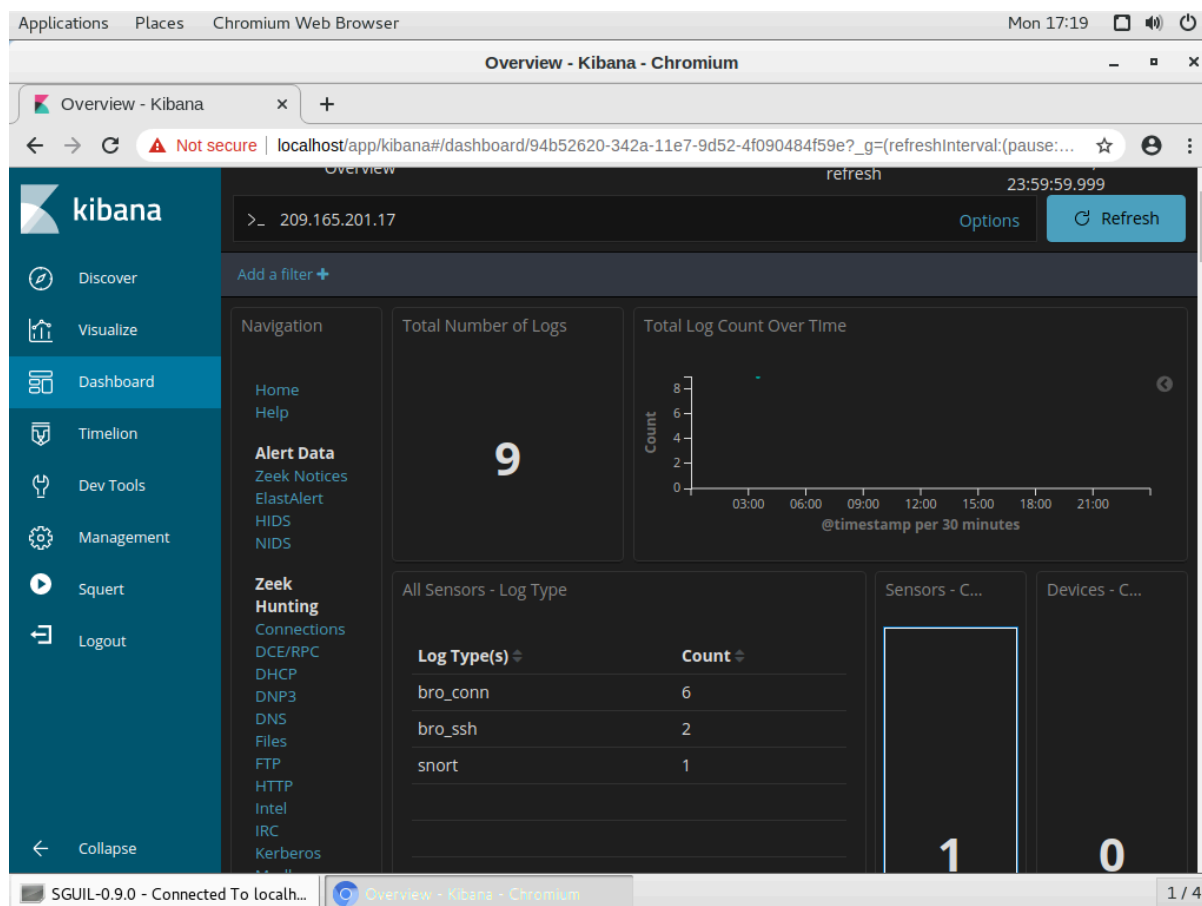 Applications Places Chromium Web Browser Mon 17:19
Overview - Kibana - Chromium
Overview - Kibana × +
Not secure | localhost/app/kibana#/dashboard/94b52620-342a-11e7-9d52-4f090484f59e?_g=(refreshInterval:(pause:...
kibana
Discover
Visualize
Dashboard
Timelion
Dev Tools
Management
Squert
Logout
Collapse
Overview refresh
23:59:59.999
>_ 209.165.201.17 Options Refresh
Add a filter +
Navigation
Home
Help
Alert Data
Zeek Notices
ElastAlert
HIDS
NIDS
Zeek
Hunting
Connections
DCE/RPC
DHCP
DNP3
DNS
Files
FTP
HTTP
Intel
IRC
Kerberos
Total Number of Logs
9
Total Log Count Over TIme
Count
8
6
4
2
0
03:00 06:00 09:00 12:00 15:00 18:00 21:00
@timestamp per 30 minutes
All Sensors - Log Type
Log Type(s) Count
bro_conn 6
bro_ssh 2
snort 1
Sensors - C...
1
Devices - C...
0
SGUIL-0.9.0 - Connected To localh... Overview - Kibana - Chromium 1 / 4